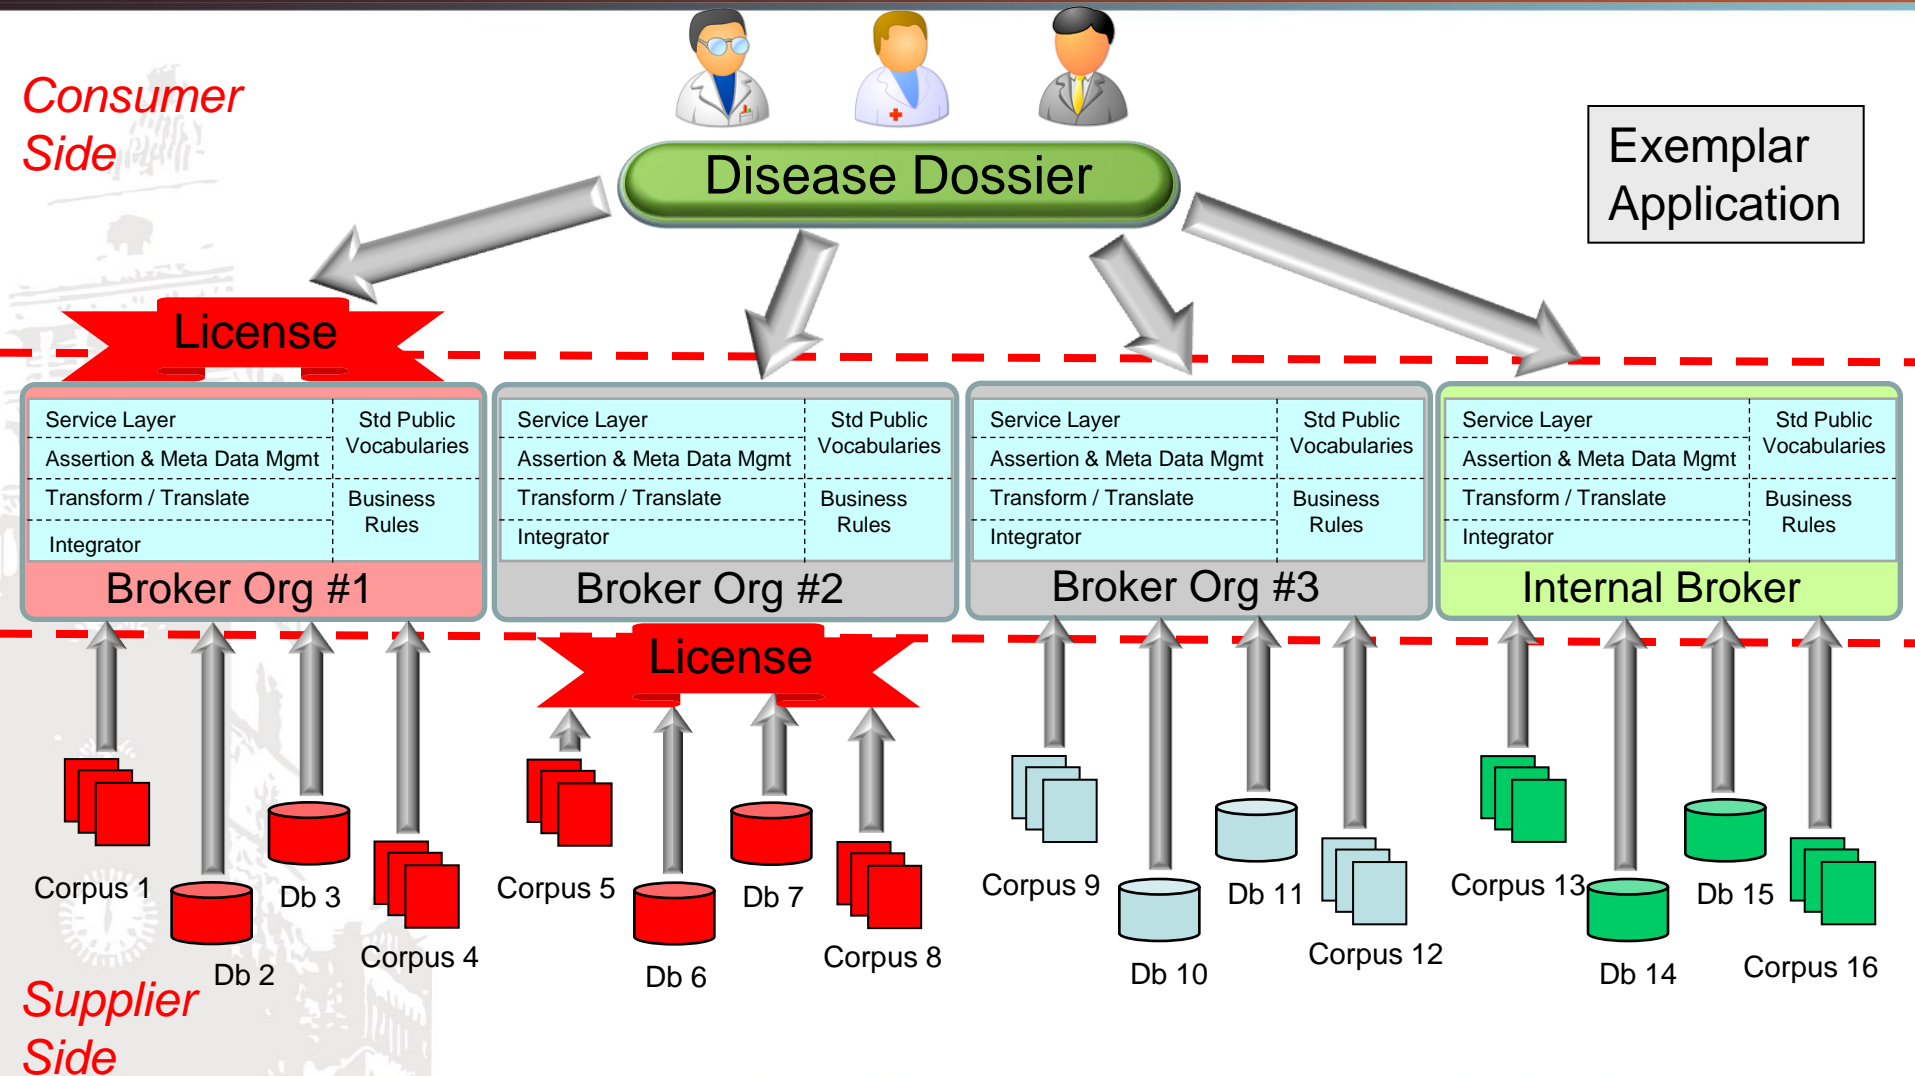 Consumer
Side
Disease Dossier
Exemplar
Application
License
Service Layer
Assertion & Meta Data Mgmt
Transform / Translate
Integrator
Std Public
Vocabularies
Business
Rules
Broker Org #1
Service Layer
Assertion & Meta Data Mgmt
Transform / Translate
Integrator
Std Public
Vocabularies
Business
Rules
Broker Org #2
Service Layer
Assertion & Meta Data Mgmt
Transform / Translate
Integrator
Std Public
Vocabularies
Business
Rules
Broker Org #3
Service Layer
Assertion & Meta Data Mgmt
Transform / Translate
Integrator
Std Public
Vocabularies
Business
Rules
Internal Broker
License
Corpus 1
Db 2
Db 3
Corpus 4
Corpus 5
Db 6
Db 7
Corpus 8
Corpus 9
Db 10
Db 11
Corpus 12
Corpus 13
Db 14
Db 15
Corpus 16
Supplier
Side